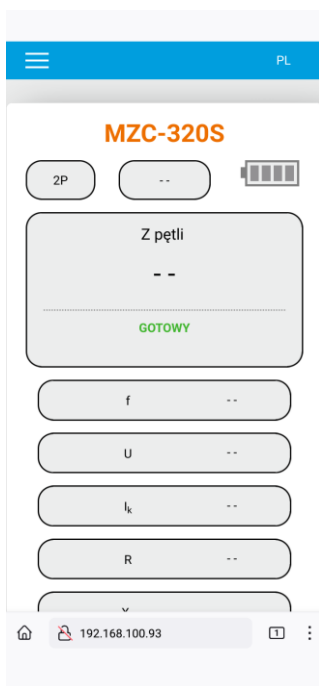 PL
MZC-320S
2P
--
Z pętli
--
GOTOWY
f --
U --
Ik --
R --
192.168.100.93
1